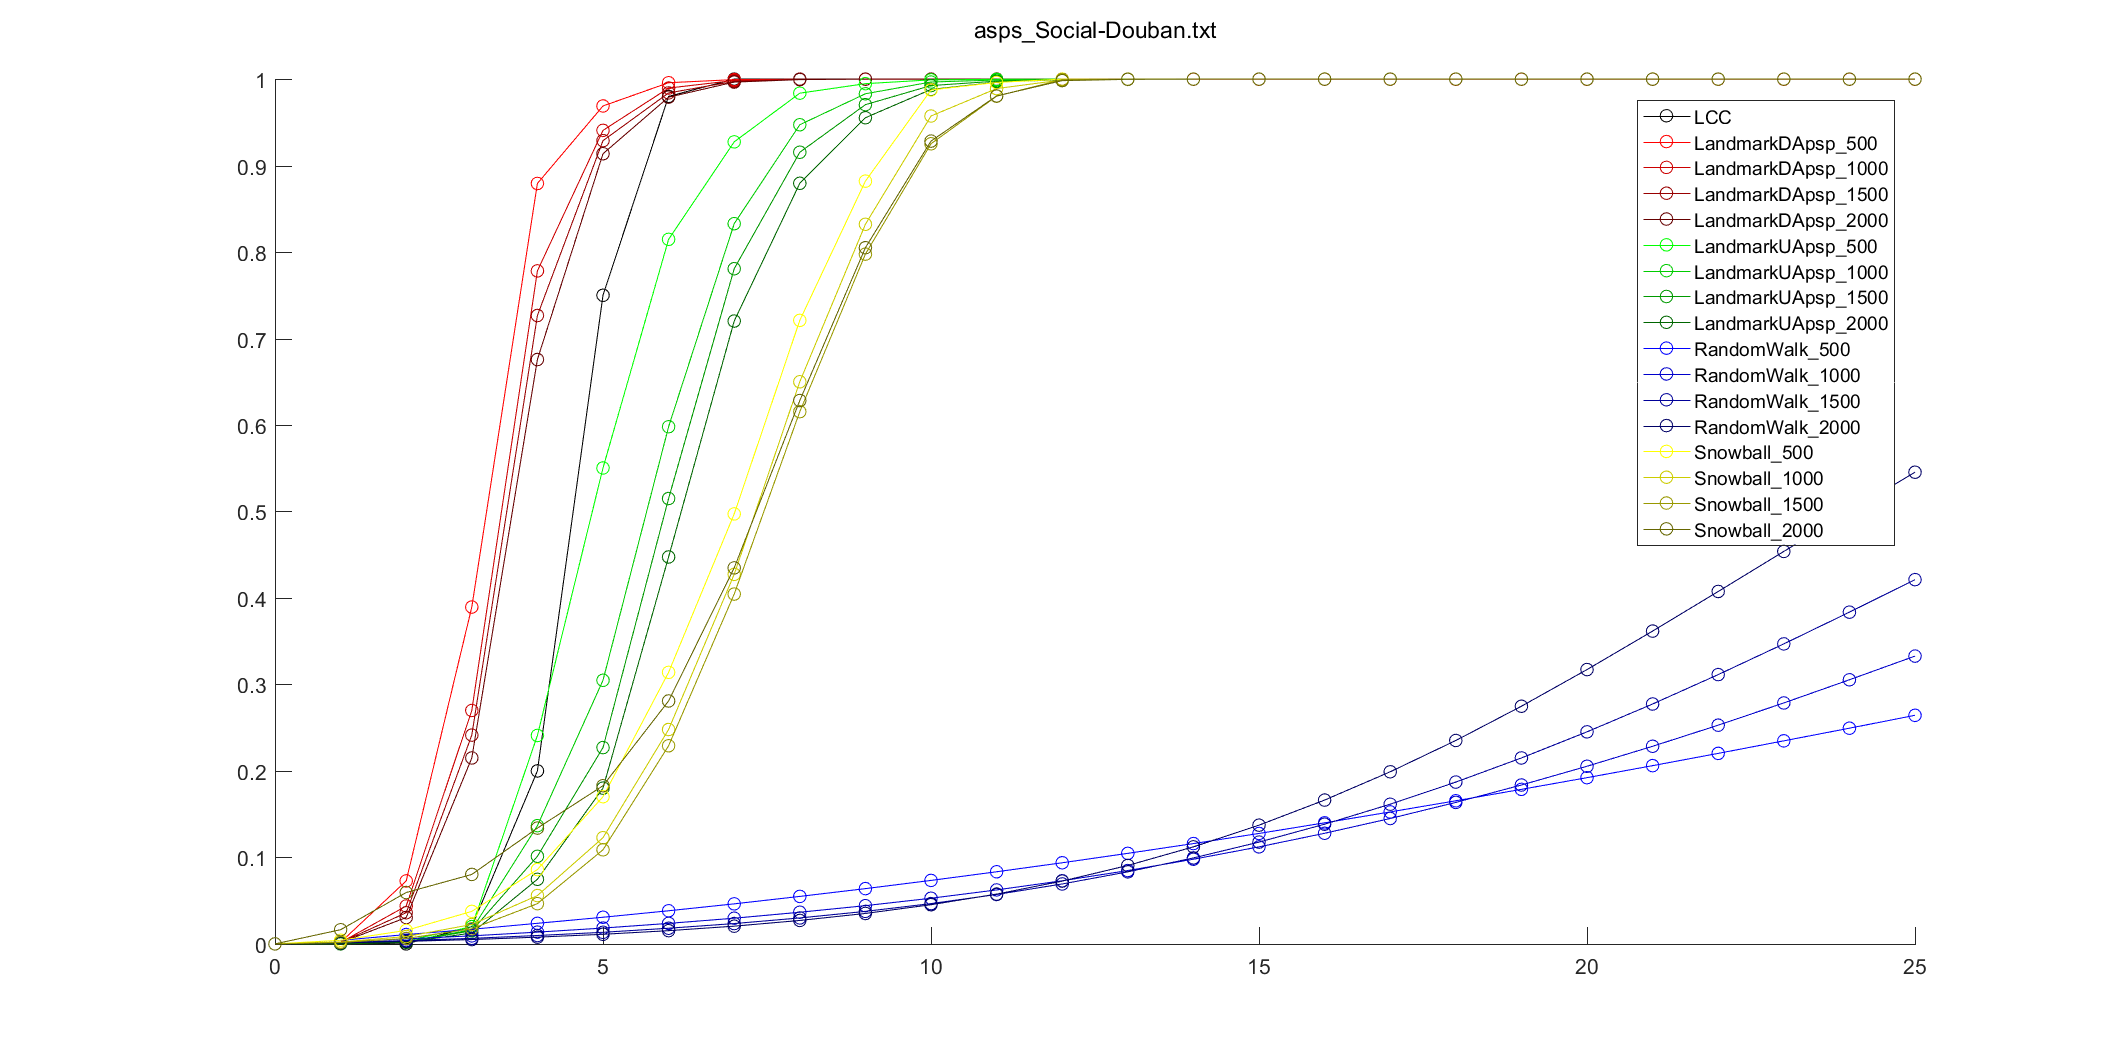 asps_Social-Douban.txt
1
0.9
0.8
0.7
0.6
0.5
0.4
0.3
0.2
0.1
0
0 5 10 15 20 25
LCC
LandmarkDApsp_500
LandmarkDApsp_1000
LandmarkDApsp_1500
LandmarkDApsp_2000
LandmarkUApsp_500
LandmarkUApsp_1000
LandmarkUApsp_1500
LandmarkUApsp_2000
RandomWalk_500
RandomWalk_1000
RandomWalk_1500
RandomWalk_2000
Snowball_500
Snowball_1000
Snowball_1500
Snowball_2000